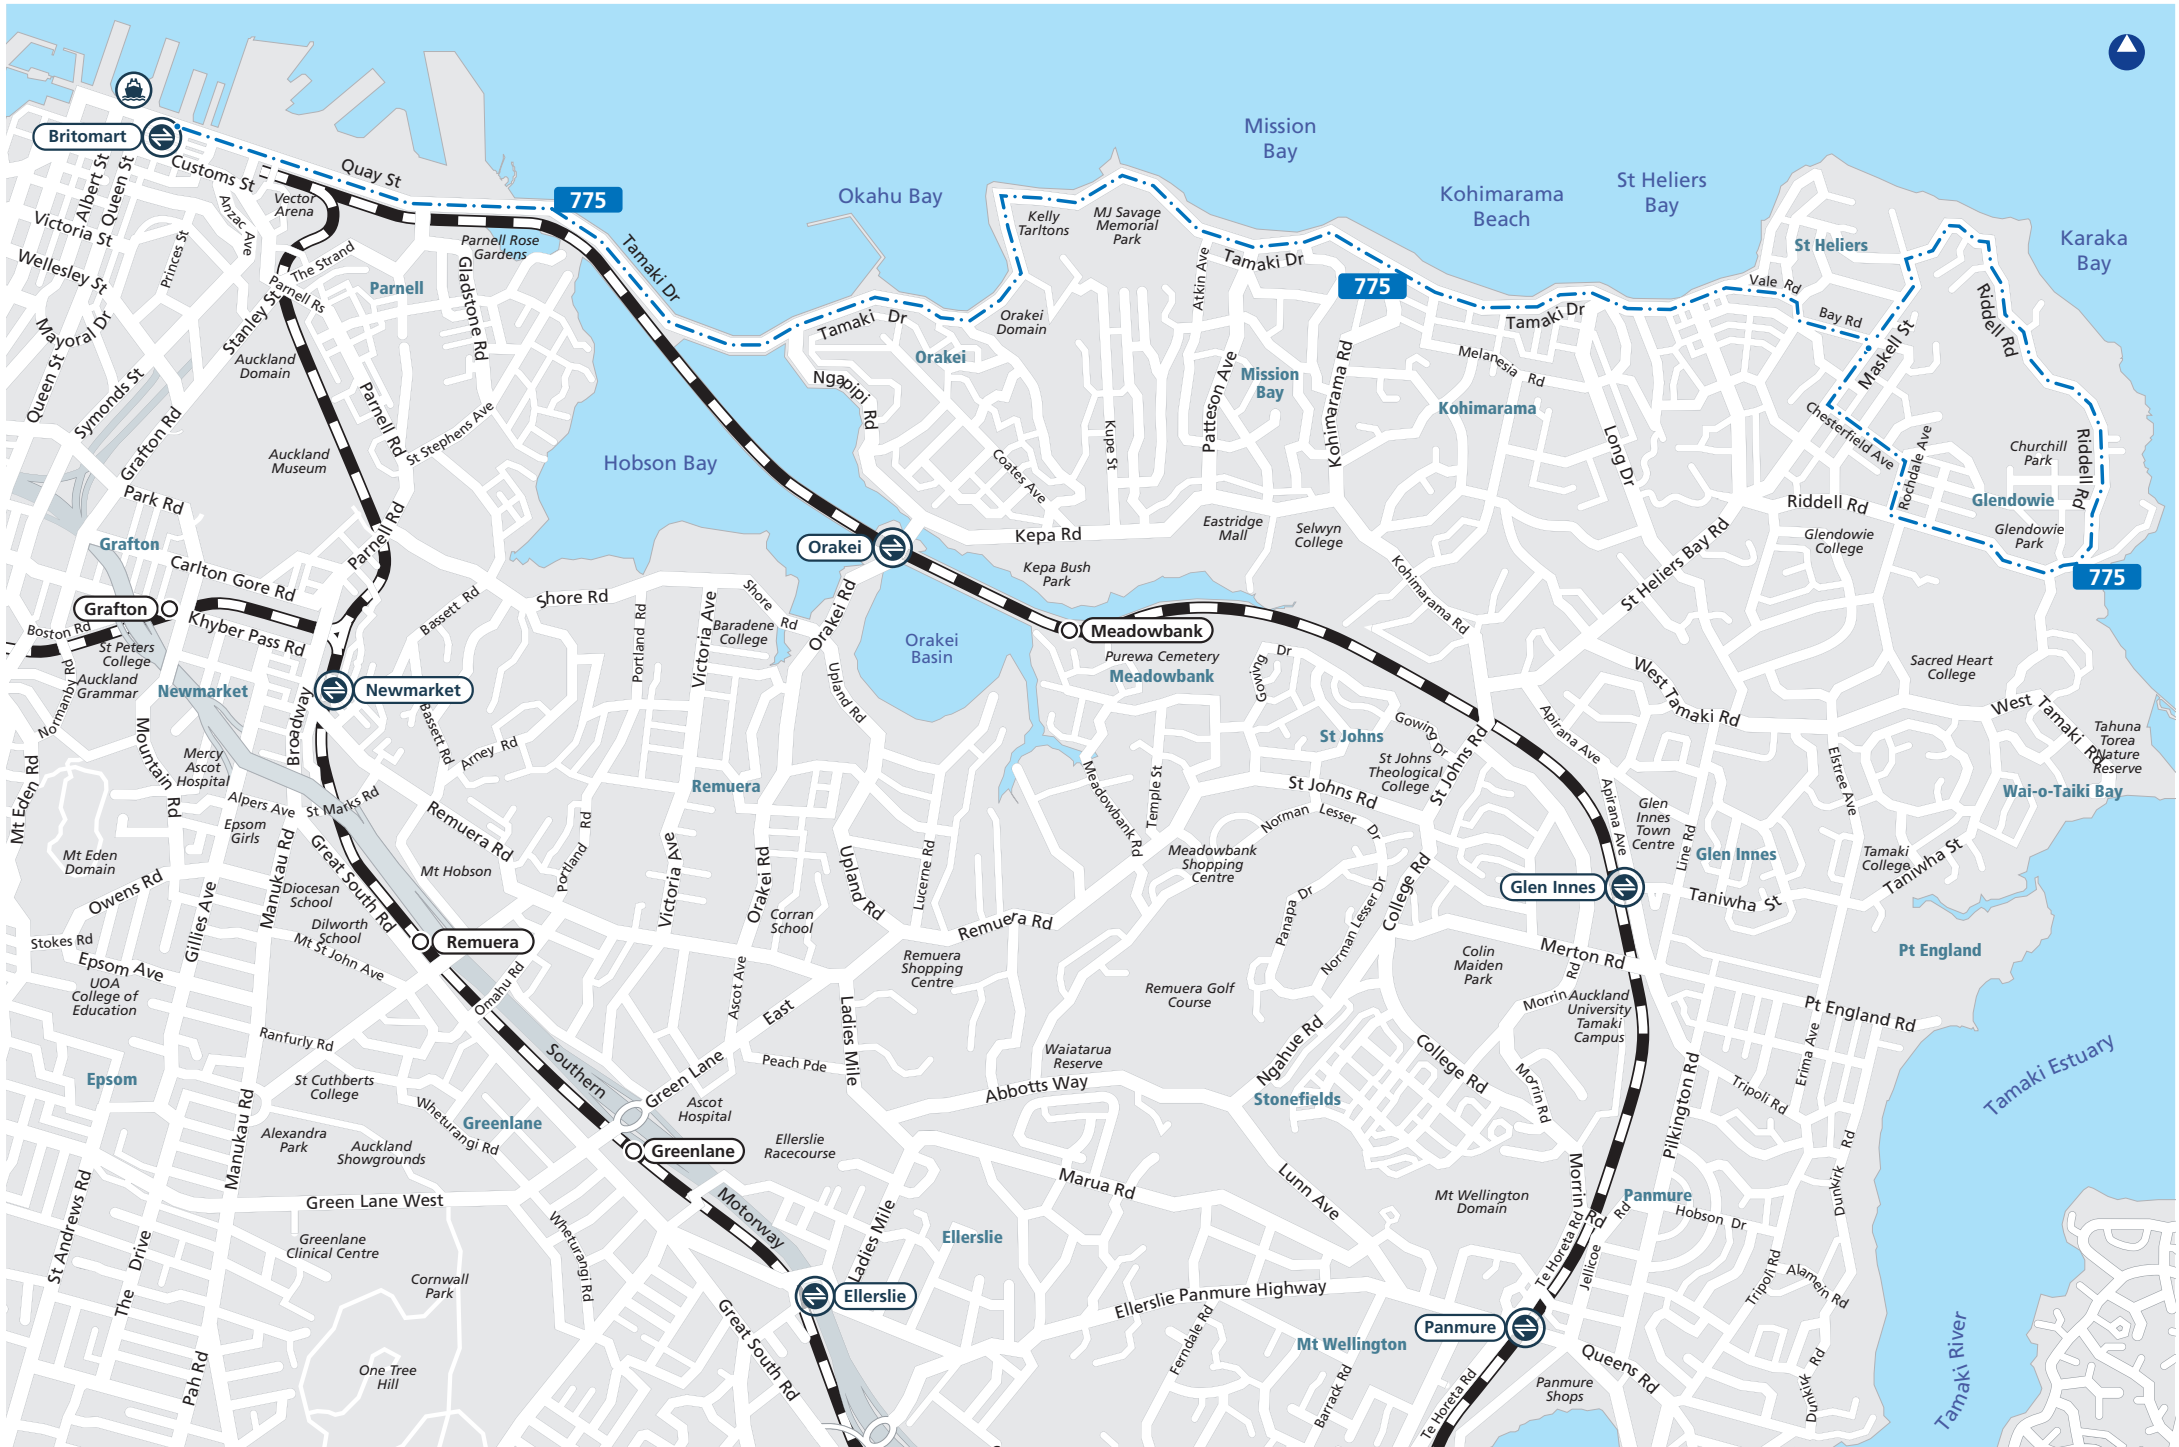 Mission
Bay
Okahu Bay
Kohimarama
Beach
St Heliers
Bay
Karaka
Bay
Britomart
Customs St
Quay St
775
Albert St
Queen St
Victoria St
Wellesley St
Princes St
Anzac Ave
Vector
Arena
The Strand
Parnell Rs
Stanley St
Mayoral Dr
Queen St
Symonds St
Grafton Rd
Auckland
Domain
Auckland
Museum
Parnell
Parnell Rose
Gardens
Gladstone Rd
Tamaki Dr
Parnell Rd
St Stephens Ave
Parnell Rd
Park Rd
Grafton
Carlton Gore Rd
Grafton
Khyber Pass Rd
Boston Rd
St Peters
College
Auckland
Grammar
Normanby Rd
Newmarket
Newmarket
Broadway
Mountain Rd
Mercy
Ascot
Hospital
Mt Eden Rd
Alpers Ave
St Marks Rd
Epsom
Girls
Mt Eden
Domain
Owens Rd
Manukau Rd
Great South Rd
Gillies Ave
Diocesan
School
Dilworth
School
Mt St John Ave
Stokes Rd
Epsom Ave
UOA
College of
Education
Epsom
Ranfurly Rd
St Cuthberts
College
Alexandra
Park
Auckland
Showgrounds
Manukau Rd
Wheturangi Rd
Greenlane
Green Lane West
Greenlane
Clinical Centre
Cornwall
Park
One Tree
Hill
St Andrews Rd
The Drive
Pah Rd
Wheturangi Rd
Great South Rd
Hobson Bay
Shore Rd
Shore Rd
Bassett Rd
Bassett Rd
Arney Rd
Portland Rd
Portland Rd
Victoria Ave
Victoria Ave
Baradene
College
Orakei Rd
Orakei Rd
Upland Rd
Upland Rd
Remuera
Remuera Rd
Mt Hobson
Remuera
Omahu Rd
Corran
School
Lucerne Rd
Remuera Rd
Remuera
Shopping
Centre
Ascot Ave
Green Lane East
Ladies Mile
Peach Pde
Southern
Motorway
Ascot
Hospital
Greenlane
Ellerslie
Racecourse
Ladies Mile
Ellerslie
Ellerslie
Tamaki Dr
Orakei
Ngapipi Rd
Orakei
Domain
Kelly
Tarltons
MJ Savage
Memorial
Park
Tamaki Dr
Atkin Ave
775
Tamaki Dr
Mission
Bay
Patteson Ave
Kohimarama Rd
Kupe St
Coates Ave
Kepa Rd
Kepa Bush
Park
Eastridge
Mall
Selwyn
College
Orakei
Orakei
Basin
Meadowbank
Purewa Cemetery
Meadowbank
Gowing Dr
Gowing Dr
St Johns
St Johns
Theological
College
St Johns Rd
St Johns Rd
Norman Lesser Dr
Norman Lesser Dr
Meadowbank Rd
Temple St
Meadowbank
Shopping
Centre
Panapa Dr
College Rd
Remuera Golf
Course
Waiatarua
Reserve
Abbotts Way
Ngahue Rd
Stonefields
College Rd
Marua Rd
Lunn Ave
Ellerslie Panmure Highway
Ferndale Rd
Barrack Rd
Mt Wellington
Mt Wellington
Domain
Melanesia Rd
Kohimarama
Long Dr
Kohimarama Rd
St Heliers Bay Rd
St Heliers
Vale Rd
Bay Rd
Maskell St
Chesterfield Ave
Rochdale Ave
Riddell Rd
Riddell Rd
Riddell Rd
Churchill
Park
Glendowie
Glendowie
Park
Glendowie
College
775
Sacred Heart
College
West Tamaki Rd
West Tamaki Rd
Tahuna
Torea
Nature
Reserve
Wai-o-Taiki Bay
Elstree Ave
Apirana Ave
Apirana Ave
Glen
Innes
Town
Centre
Line Rd
Glen Innes
Glen Innes
Tamaki
College
Taniwha St
Taniwha St
Pt England
Pt England Rd
Merton Rd
Colin
Maiden
Park
Morrin Rd
Auckland
University
Tamaki
Campus
Morrin Rd
Morrin Rd
Pilkington Rd
Tripoli Rd
Erima Ave
Dunkirk Rd
Panmure
Hobson Dr
Tripoli Rd
Alamein Rd
Te Horeta Rd
Jellicoe Rd
Panmure
Queens Rd
Panmure
Shops
Te Horeta Rd
Dunkirk Rd
Tamaki Estuary
Tamaki River